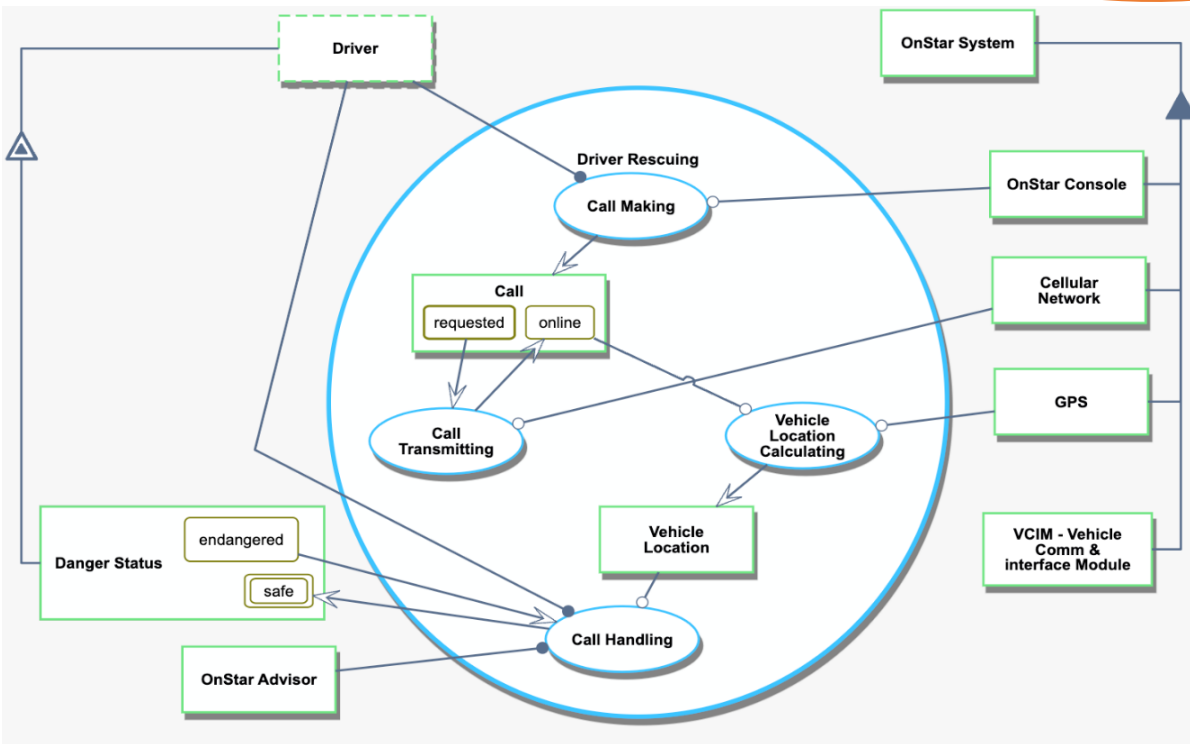 Driver
OnStar System
Driver Rescuing
Call Making
OnStar Console
Call
requested
online
Cellular
Network
GPS
Call
Transmitting
Vehicle
Location
Calculating
Vehicle
Location
VCIM - Vehicle
Comm &
interface Module
Danger Status
endangered
safe
Call Handling
OnStar Advisor